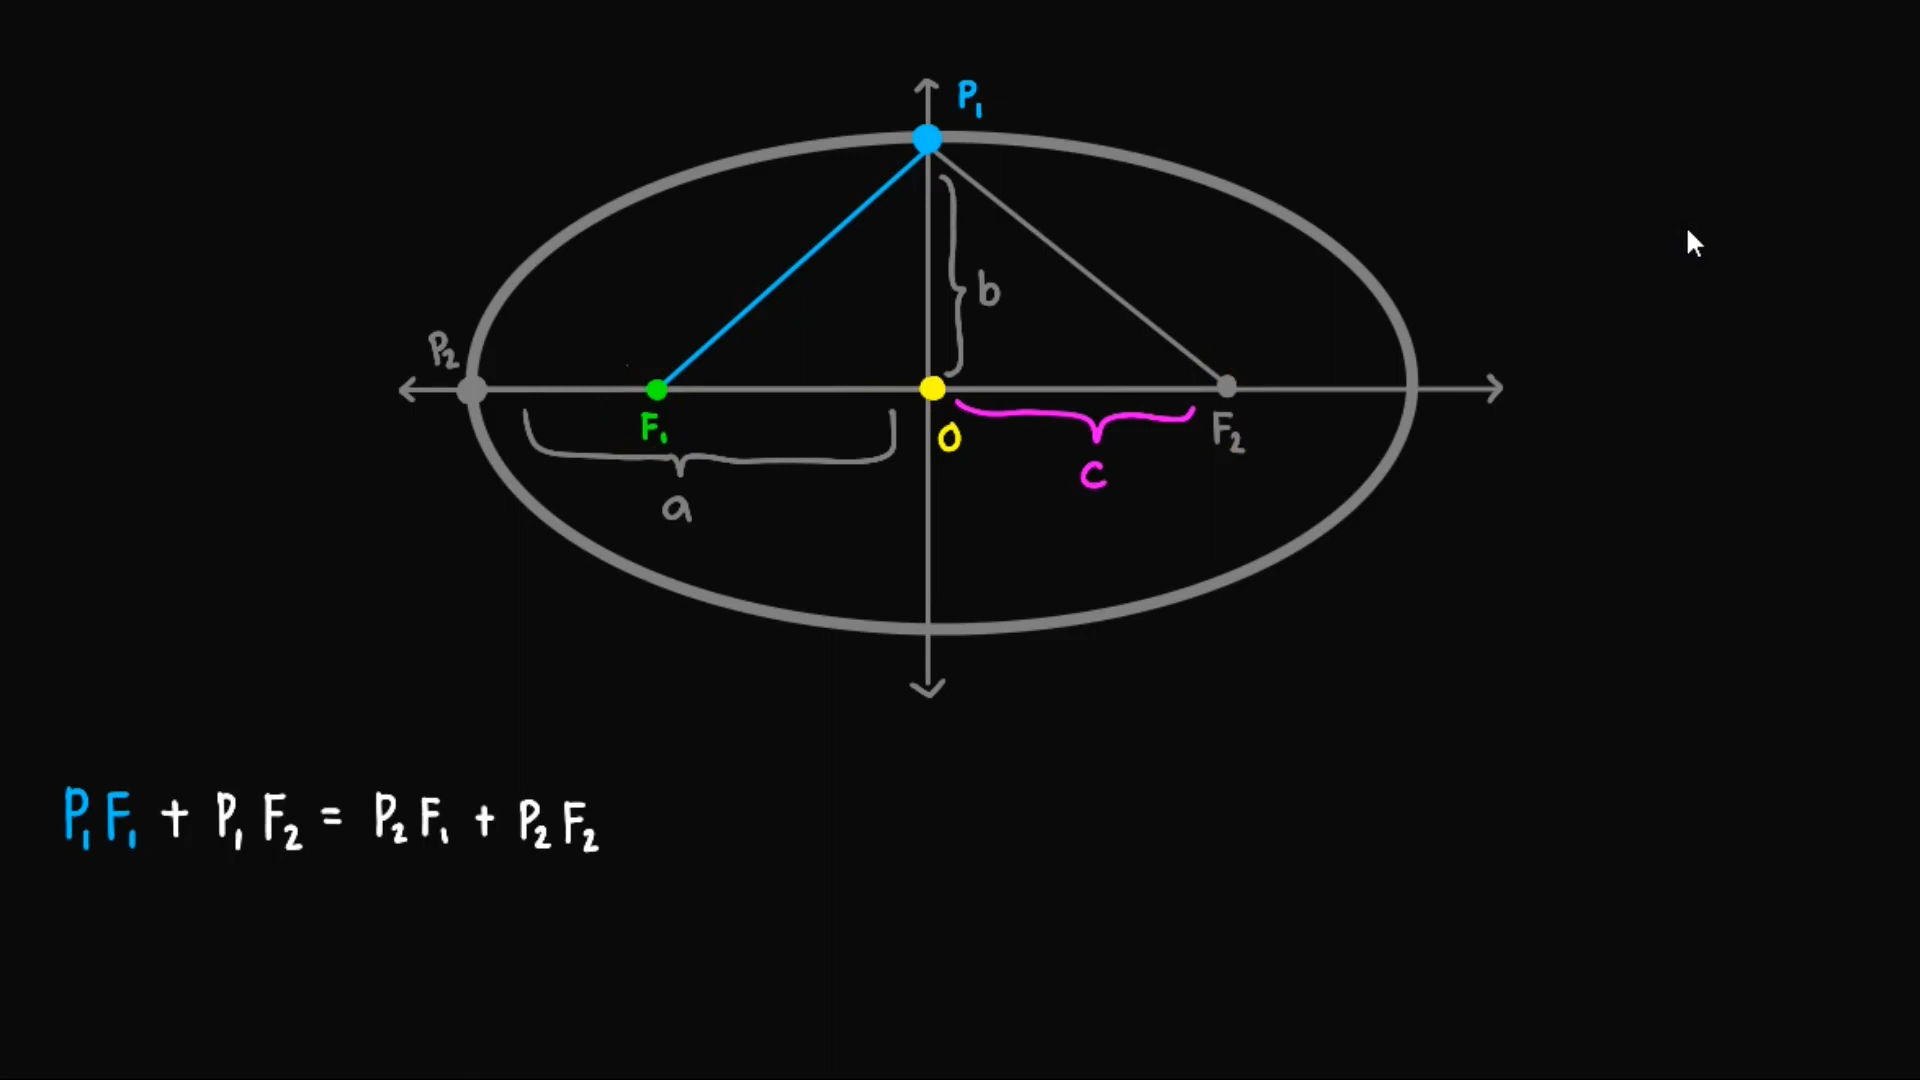 P₁
b
P₂
F₁
O
F₂
c
a
P₁F₁ + P₁F₂ = P₂F₁ + P₂F₂